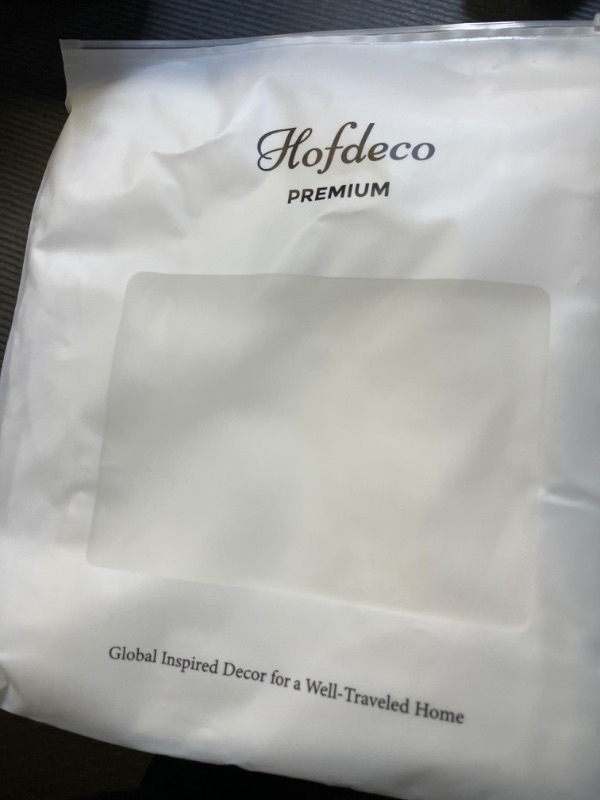 Hofdeco
PREMIUM
Global Inspired Decor for a Well-Traveled Home